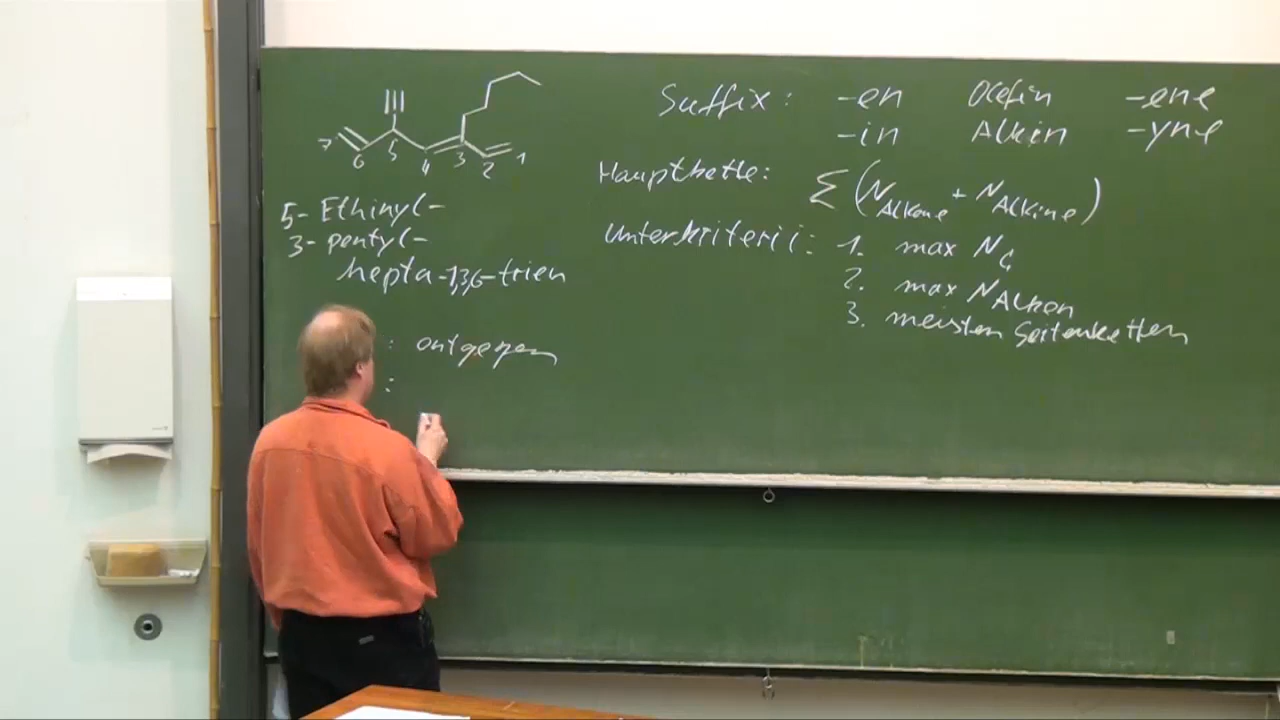 Suffix: -en Olefin -ene
-in Alkin -yne
Hauptkette: Σ (N Alkene + N Alkine)
Unterkriterii: 1. max N C
2. max N Alken
3. meisten Seitenketten
7 6 5 4 3 2 1
5-Ethinyl-
3-pentyl-
hepta-1,3,6-trien
: entgegen
: